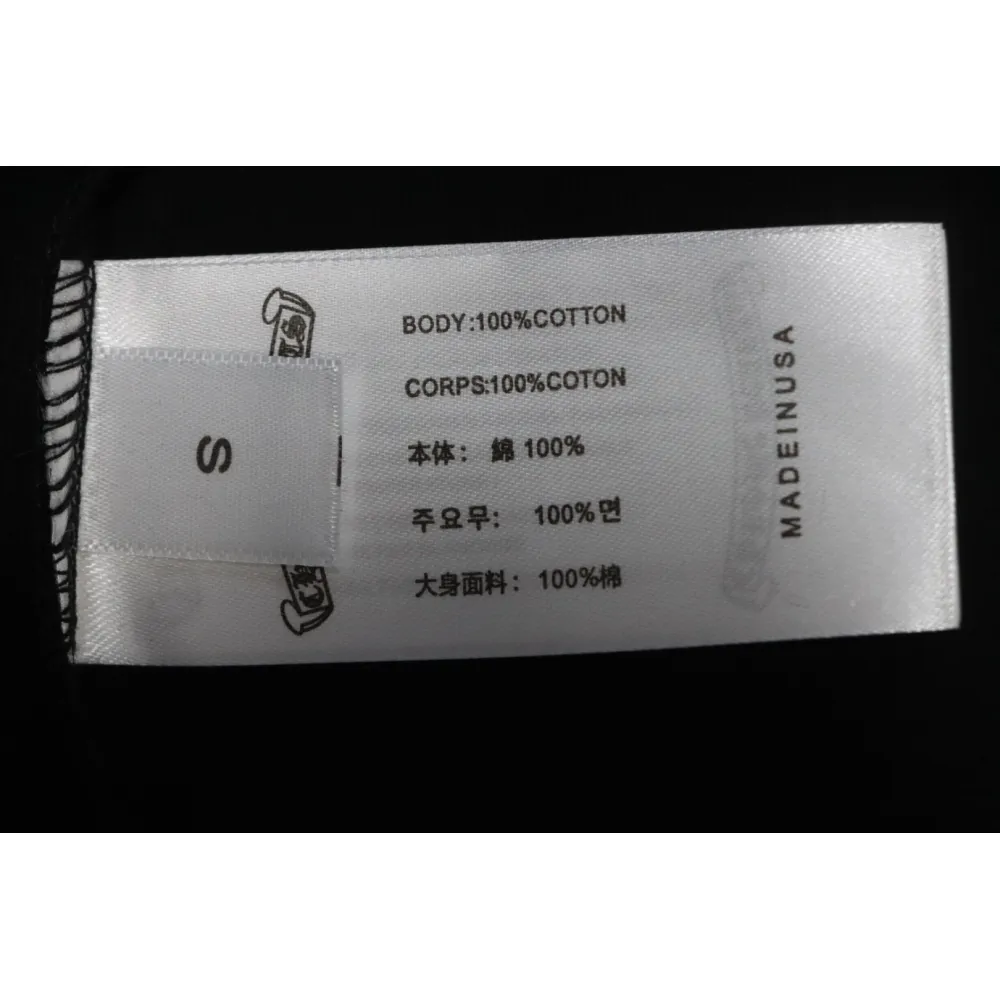 BODY:100%COTTON
CORPS:100%COTON
本体： 綿 100%
주요무: 100%면
大身面料： 100%棉
S
MADEINUSA